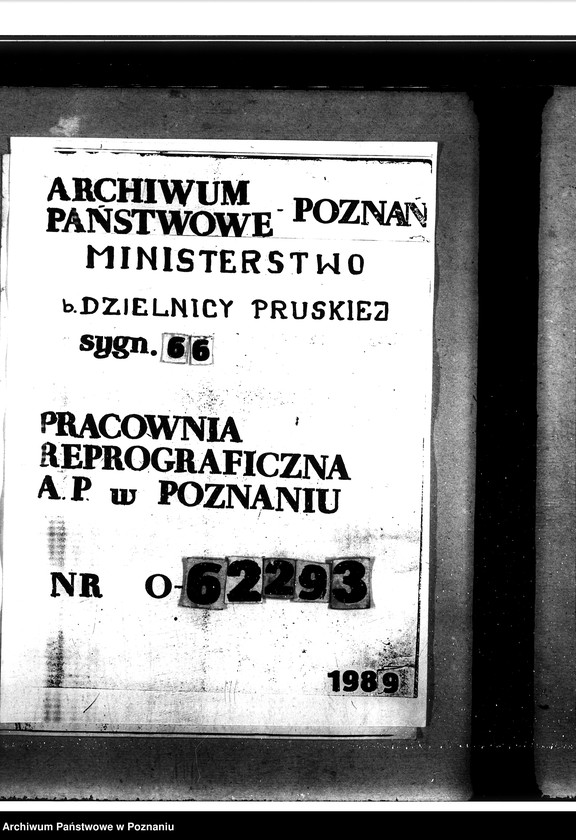 ARCHIWUM
PAŃSTWOWE - POZNAŃ
MINISTERSTWO
b. DZIELNICY PRUSKIEJ
sygn. 66
PRACOWNIA
REPROGRAFICZNA
A.P. w POZNANIU
NR O-62293
1989
Archiwum Państwowe w Poznaniu